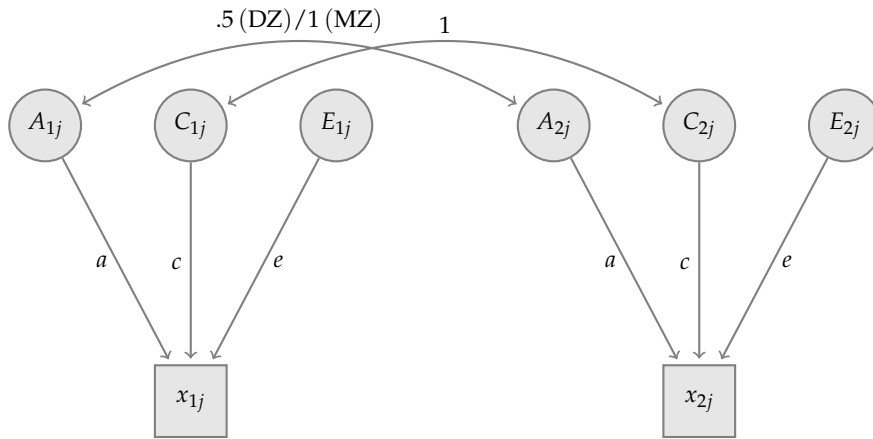 .5 (DZ)/1 (MZ)
1
A1j C1j E1j A2j C2j E2j
a c e a c e
x1j x2j